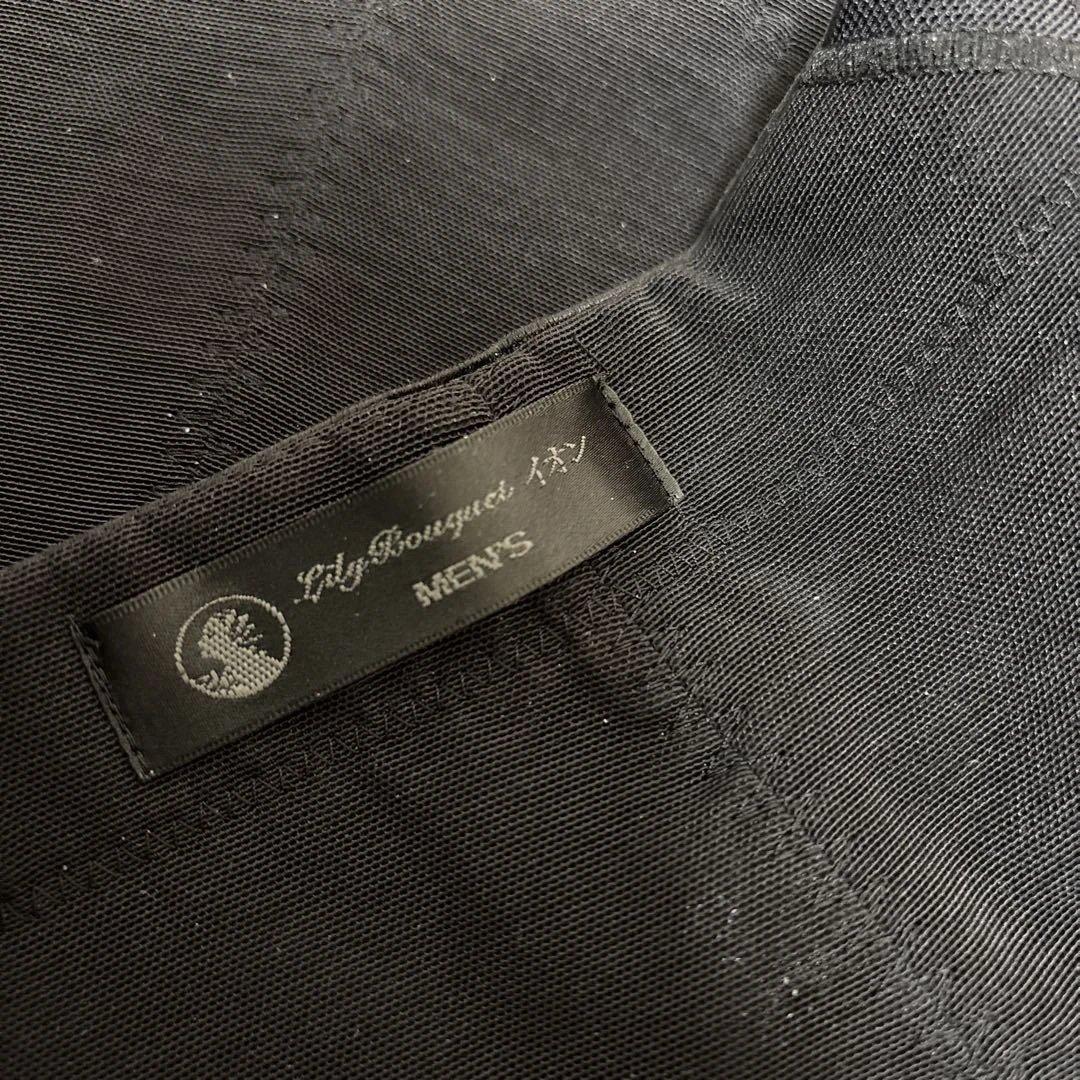 Lily Bouquet イオン
MEN'S